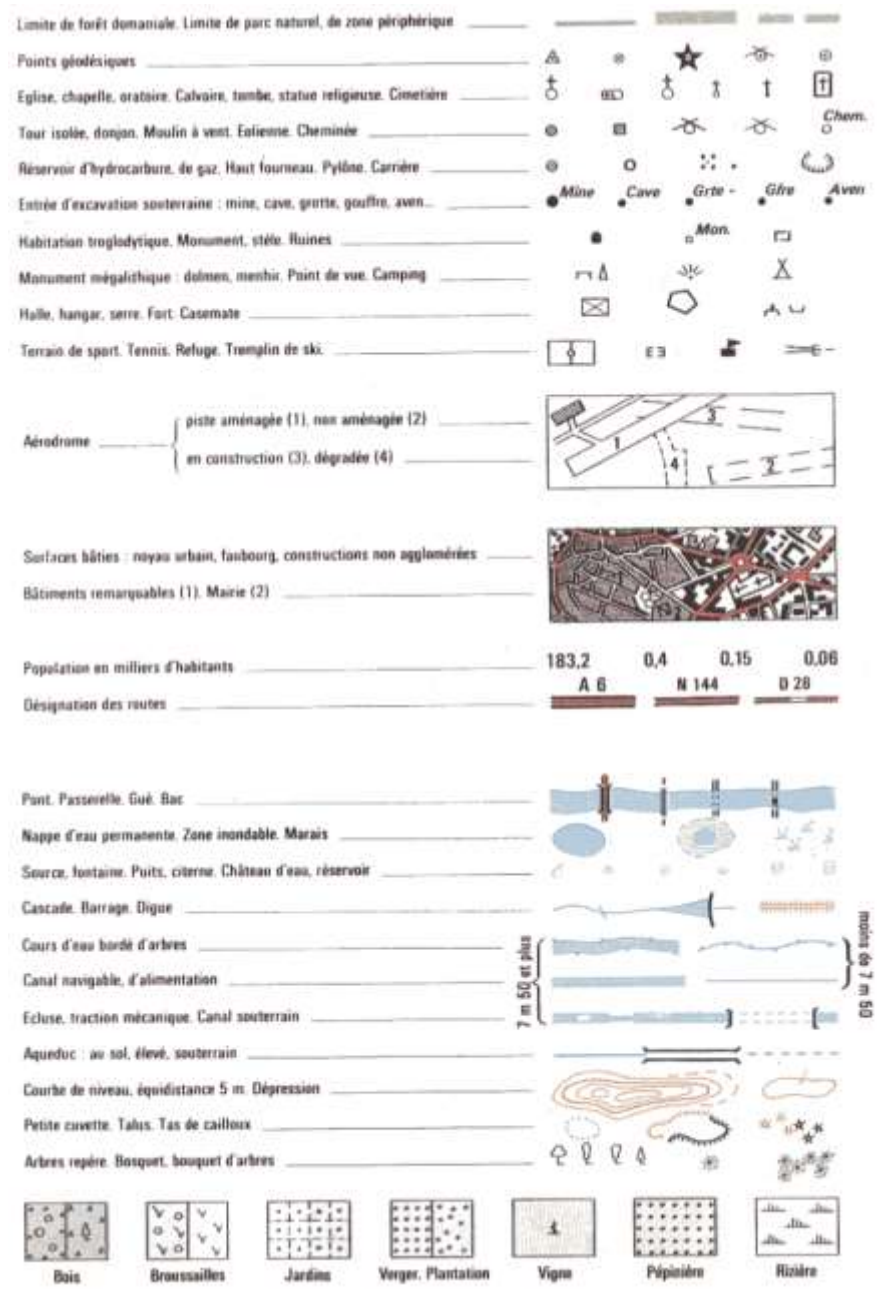 Limite de forêt domaniale. Limite de parc naturel, de zone périphérique
Points géodésiques
Eglise, chapelle, oratoire. Calvaire, tombe, statue religieuse. Cimetière
Tour isolée, donjon. Moulin à vent. Eolienne. Cheminée
Chem.
Réservoir d'hydrocarbure, de gaz, Haut fourneau. Pylône. Carrière
Entrée d'excavation souterraine : mine, cave, grotte, gouffre, aven...
Mine Cave Grte - Gfre Aven
Habitation troglodytique. Monument, stèle. Ruines
Mon.
Monument mégalithique : dolmen, menhir. Point de vue. Camping
Halle, hangar, serre. Fort. Casemate
Terrain de sport. Tennis. Refuge. Tremplin de ski.
Aérodrome
piste aménagée (1), non aménagée (2)
en construction (3), dégradée (4)
1 3 4 2
Surfaces bâties : noyau urbain, faubourg, constructions non agglomérées
Bâtiments remarquables (1). Mairie (2)
Population en milliers d'habitants
183,2 0,4 0,15 0,06
Désignation des routes
A 6 N 144 D 28
Pont. Passerelle. Gué. Bac
Nappe d'eau permanente. Zone inondable. Marais
Source, fontaine. Puits, citerne. Château d'eau, réservoir
Cascade. Barrage. Digue
Cours d'eau bordé d'arbres
Canal navigable, d'alimentation
Ecluse, traction mécanique. Canal souterrain
7 m 50 et plus
moins de 7 m 50
Aqueduc : au sol, élevé, souterrain
Courbe de niveau, équidistance 5 m. Dépression
Petite cuvette. Talus. Tas de cailloux
Arbres repère. Bosquet, bouquet d'arbres
Bois Broussailles Jardins Verger. Plantation Vigne Pépinière Rizière